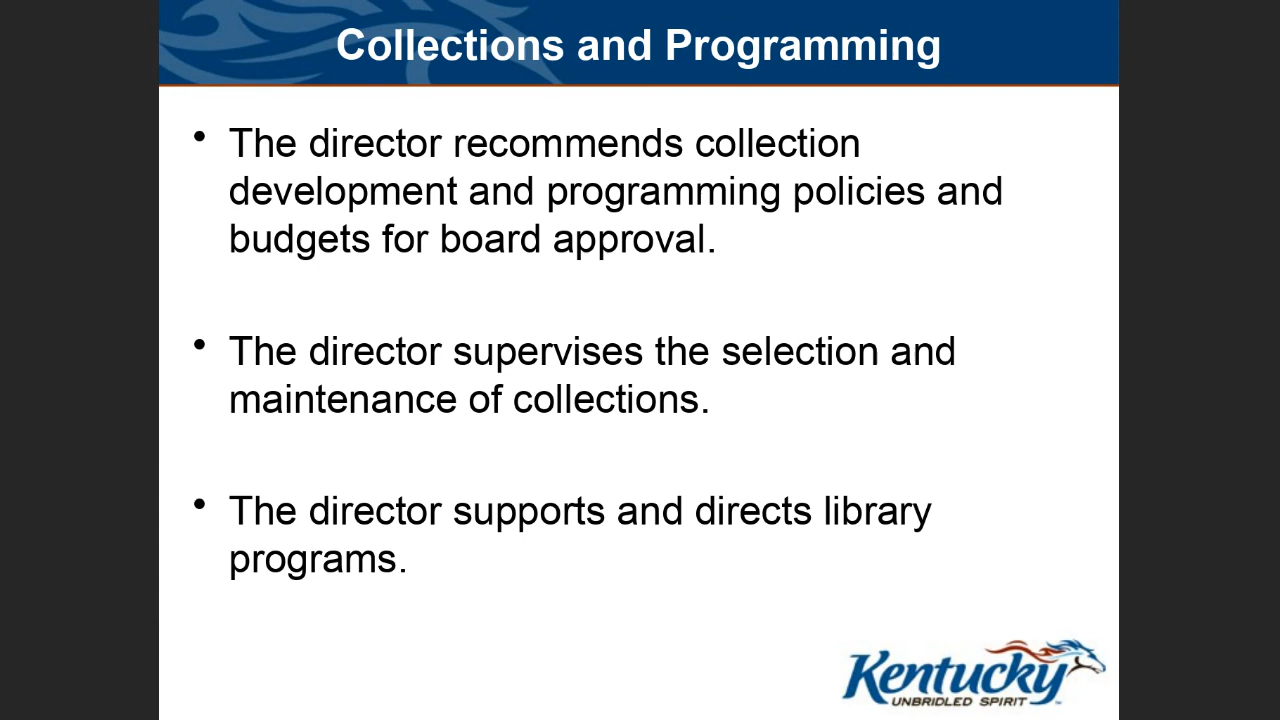 Collections and Programming
• The director recommends collection
development and programming policies and
budgets for board approval.
• The director supervises the selection and
maintenance of collections.
• The director supports and directs library
programs.
Kentucky
UNBRIDLED SPIRIT™